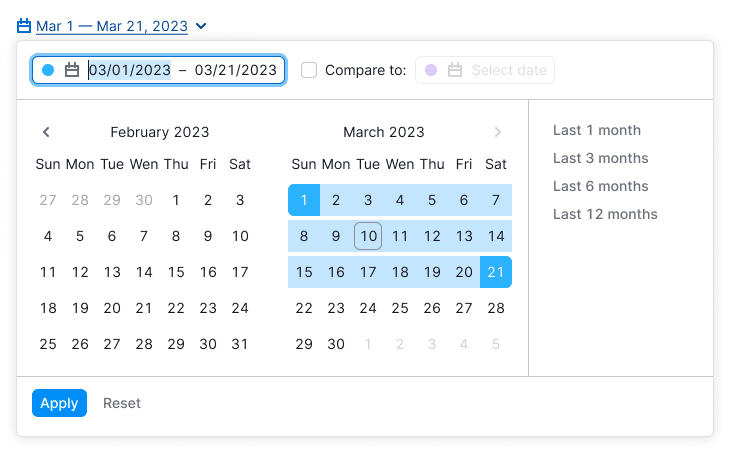 Mar 1 — Mar 21, 2023
03/01/2023 – 03/21/2023 Compare to: Select date
February 2023
Sun Mon Tue Wen Thu Fri Sat
27 28 29 30 1 2 3
4 5 6 7 8 9 10
11 12 13 14 15 16 17
18 19 20 21 22 23 24
25 26 27 28 29 30 31
March 2023
Sun Mon Tue Wen Thu Fri Sat
1 2 3 4 5 6 7
8 9 10 11 12 13 14
15 16 17 18 19 20 21
22 23 24 25 26 27 28
29 30 1 2 3 4 5
Last 1 month
Last 3 months
Last 6 months
Last 12 months
Apply Reset